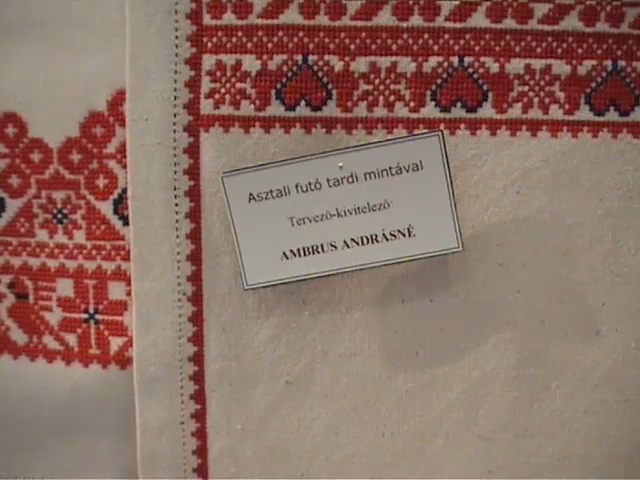 Asztali futó tardi mintával
Tervező-kivitelező:
AMBRUS ANDRÁSNÉ